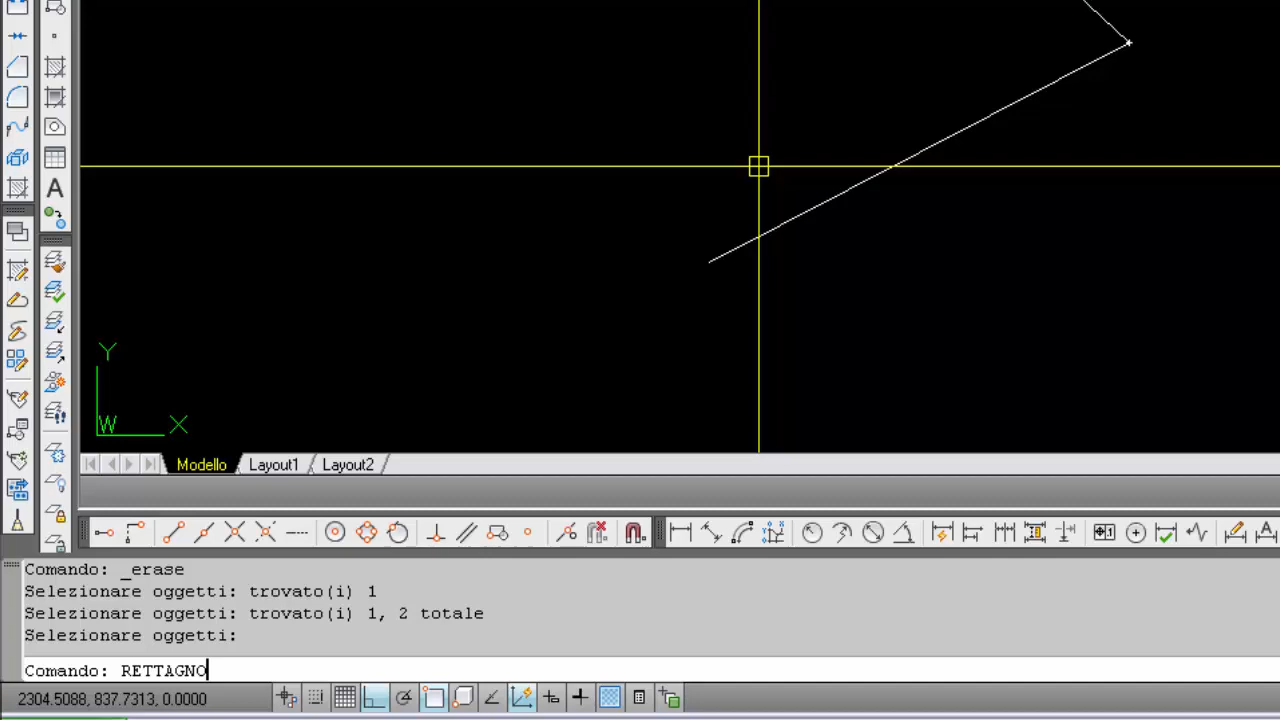 A
Y
W X
Modello Layout1 Layout2
Comando: _erase
Selezionare oggetti: trovato(i) 1
Selezionare oggetti: trovato(i) 1, 2 totale
Selezionare oggetti:
Comando: RETTAGNO
2304.5088, 837.7313, 0.0000